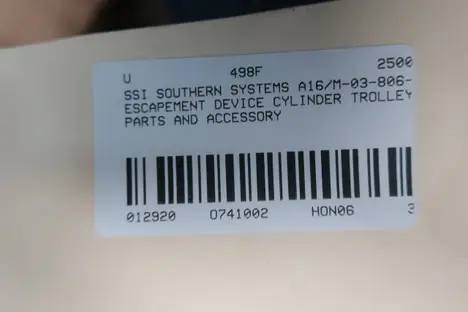 U 498F 2500
SSI SOUTHERN SYSTEMS A16/M-03-806-
ESCAPEMENT DEVICE CYLINDER TROLLEY
PARTS AND ACCESSORY
012920 0741002 HON06 3